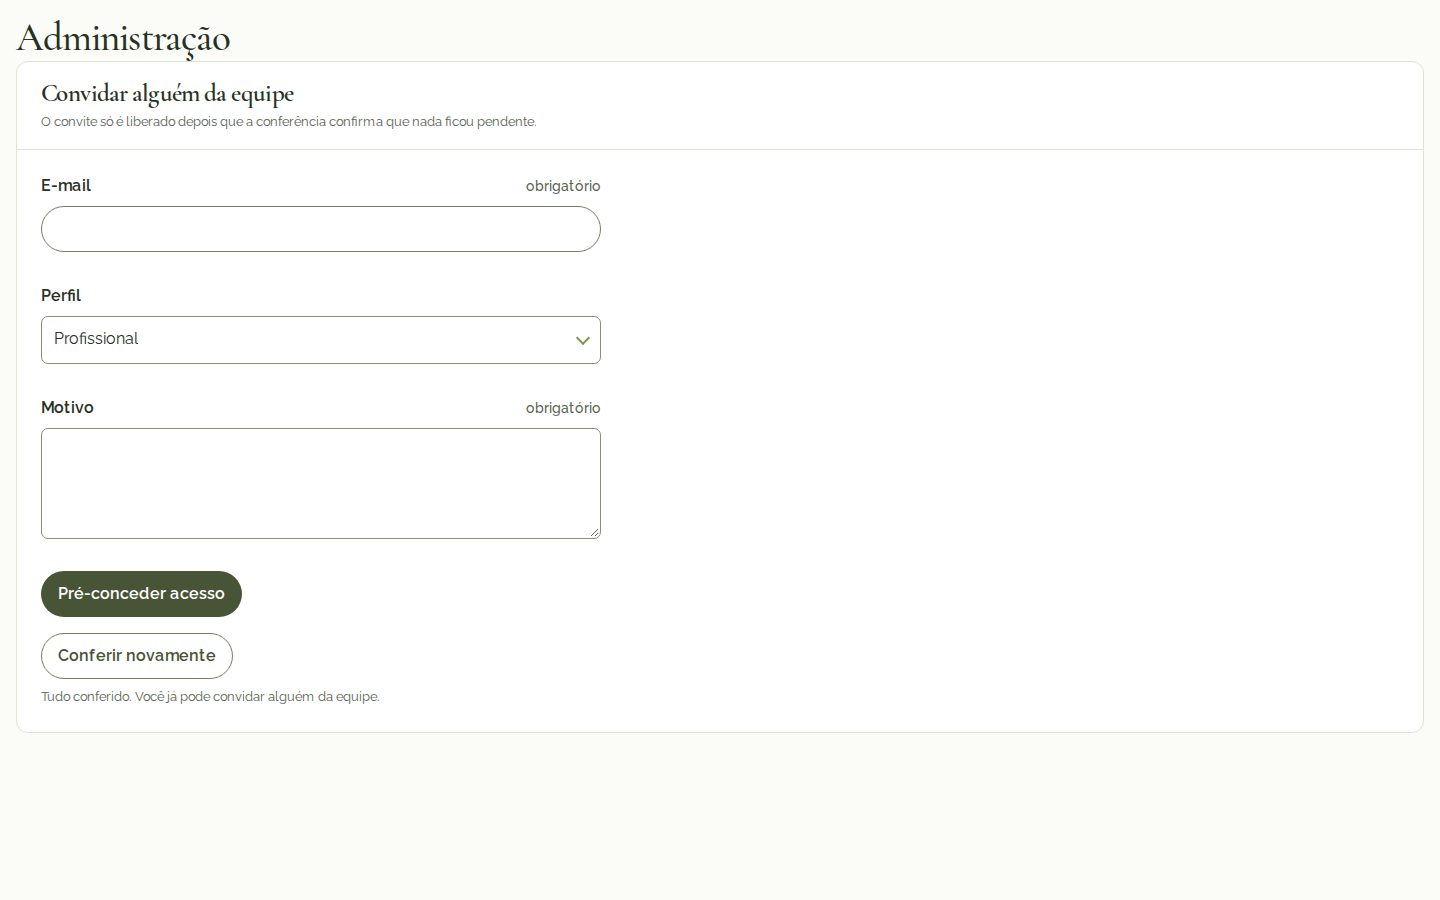 Administração
Convidar alguém da equipe
O convite só é liberado depois que a conferência confirma que nada ficou pendente.
E-mail obrigatório
Perfil
Profissional
Motivo obrigatório
Pré-conceder acesso
Conferir novamente
Tudo conferido. Você já pode convidar alguém da equipe.